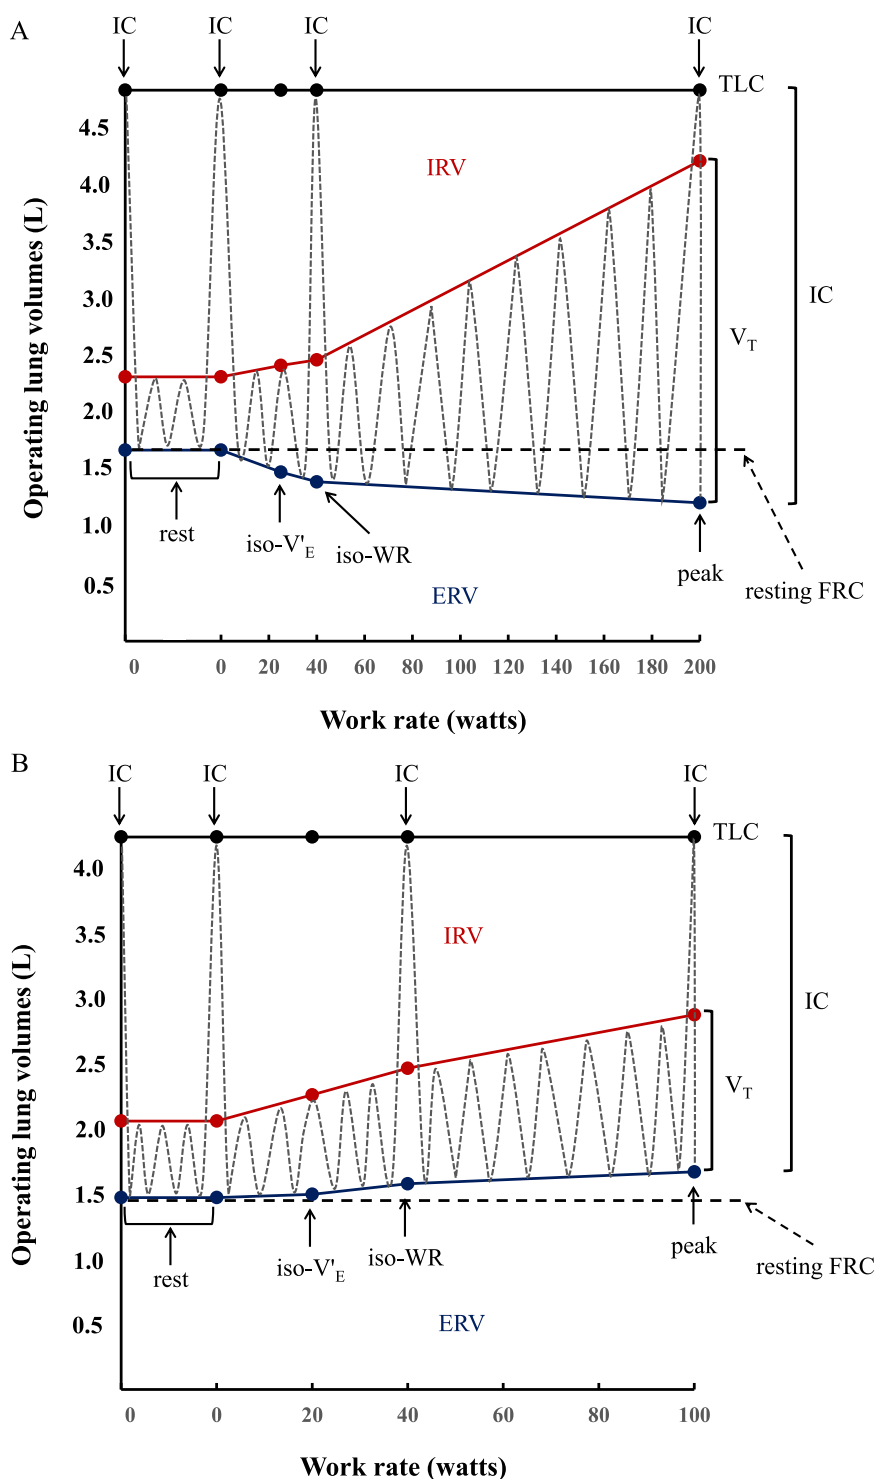 A
IC IC IC IC
TLC
4.5
4.0
3.5
3.0
2.5
2.0
1.5
1.0
0.5
Operating lung volumes (L)
IRV
IC
V_T
rest
iso-V'_E
iso-WR
peak
resting FRC
ERV
0 0 20 40 60 80 100 120 140 160 180 200
Work rate (watts)
B
IC IC IC IC
TLC
4.0
3.5
3.0
2.5
2.0
1.5
1.0
0.5
Operating lung volumes (L)
IRV
IC
V_T
rest
iso-V'_E
iso-WR
peak
resting FRC
ERV
0 0 20 40 60 80 100
Work rate (watts)